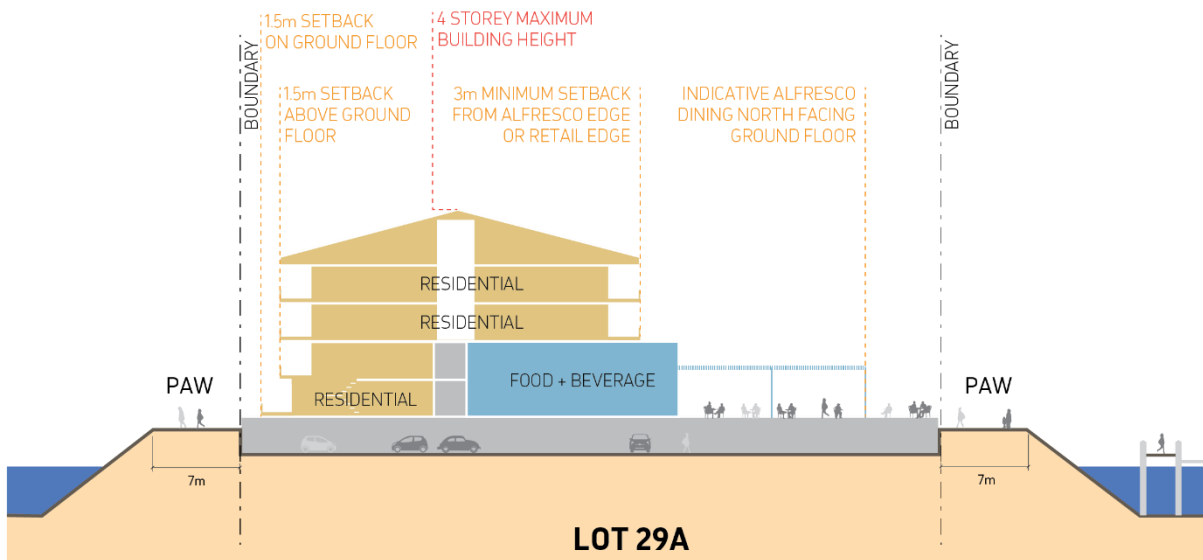 1.5m SETBACK
ON GROUND FLOOR
4 STOREY MAXIMUM
BUILDING HEIGHT
BOUNDARY
1.5m SETBACK
ABOVE GROUND
FLOOR
3m MINIMUM SETBACK
FROM ALFRESCO EDGE
OR RETAIL EDGE
INDICATIVE ALFRESCO
DINING NORTH FACING
GROUND FLOOR
BOUNDARY
RESIDENTIAL
RESIDENTIAL
FOOD + BEVERAGE
RESIDENTIAL
PAW
PAW
7m
7m
LOT 29A